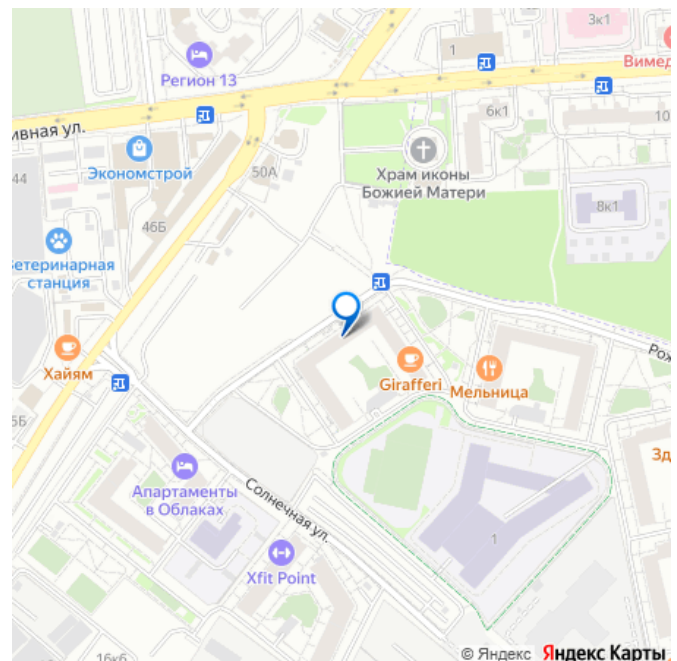 3к1
1
Вимед
Регион 13
ивная ул.
6к1
10
Экономстрой
50А
Храм иконы
Божией Матери
44
46Б
8к1
Ветеринарная
станция
Хайям
Girafferi
Мельница
Рож
5Б
Зд
Апартаменты
в Облаках
Солнечная ул.
1
Xfit Point
16к6
© Яндекс Яндекс Карты